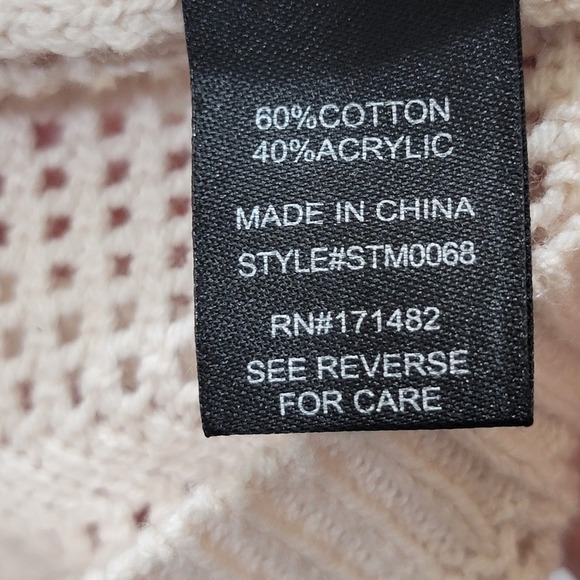 60%COTTON
40%ACRYLIC
MADE IN CHINA
STYLE#STM0068
RN#171482
SEE REVERSE
FOR CARE